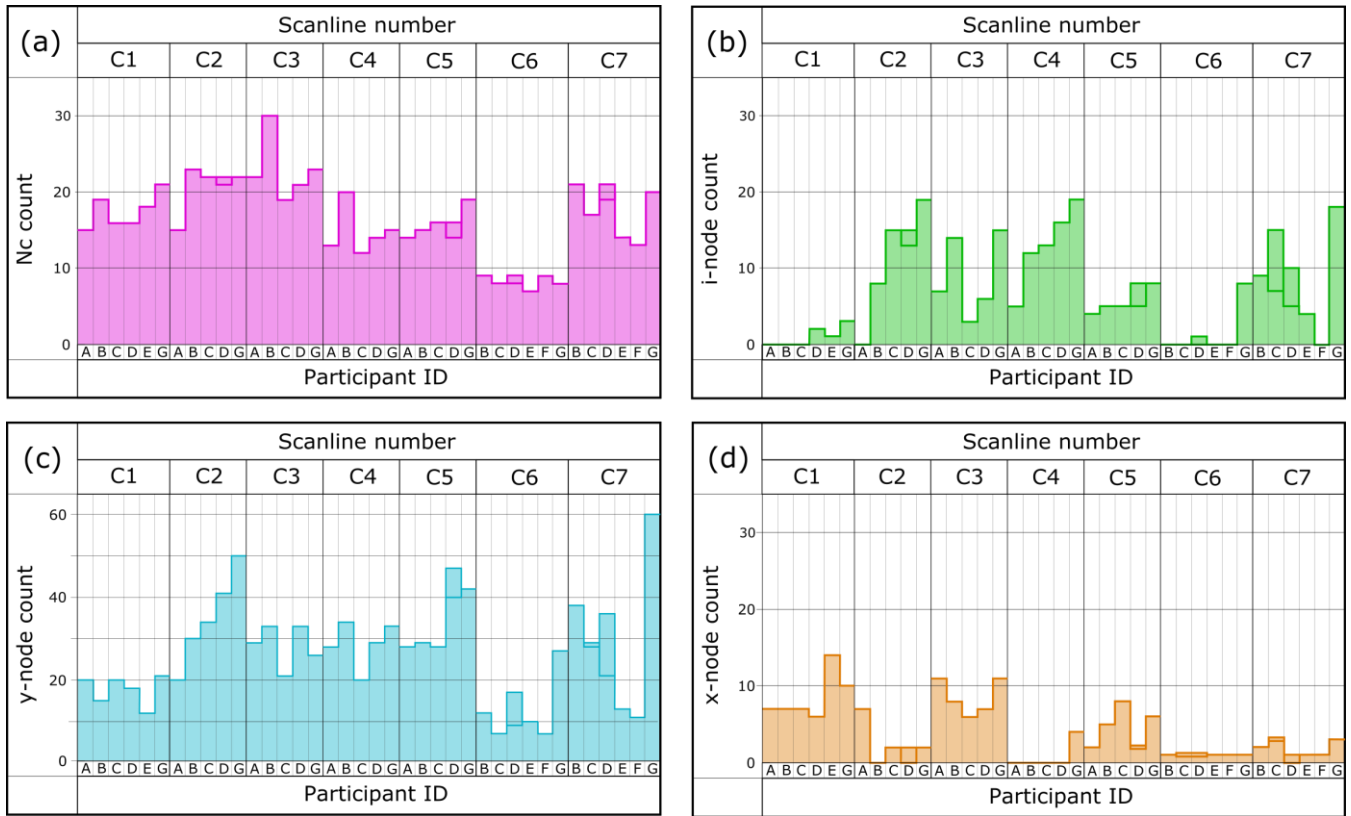 (a)
Scanline number
C1 C2 C3 C4 C5 C6 C7
Nc count
30
20
10
0
A B C D E G A B C D G A B C D G A B C D G A B C D G B C D E F G B C D E F G
Participant ID
(b)
Scanline number
C1 C2 C3 C4 C5 C6 C7
i-node count
30
20
10
0
A B C D E G A B C D G A B C D G A B C D G A B C D G B C D E F G B C D E F G
Participant ID
(c)
Scanline number
C1 C2 C3 C4 C5 C6 C7
y-node count
60
40
20
0
A B C D E G A B C D G A B C D G A B C D G A B C D G B C D E F G B C D E F G
Participant ID
(d)
Scanline number
C1 C2 C3 C4 C5 C6 C7
x-node count
30
20
10
0
A B C D E G A B C D G A B C D G A B C D G A B C D G B C D E F G B C D E F G
Participant ID